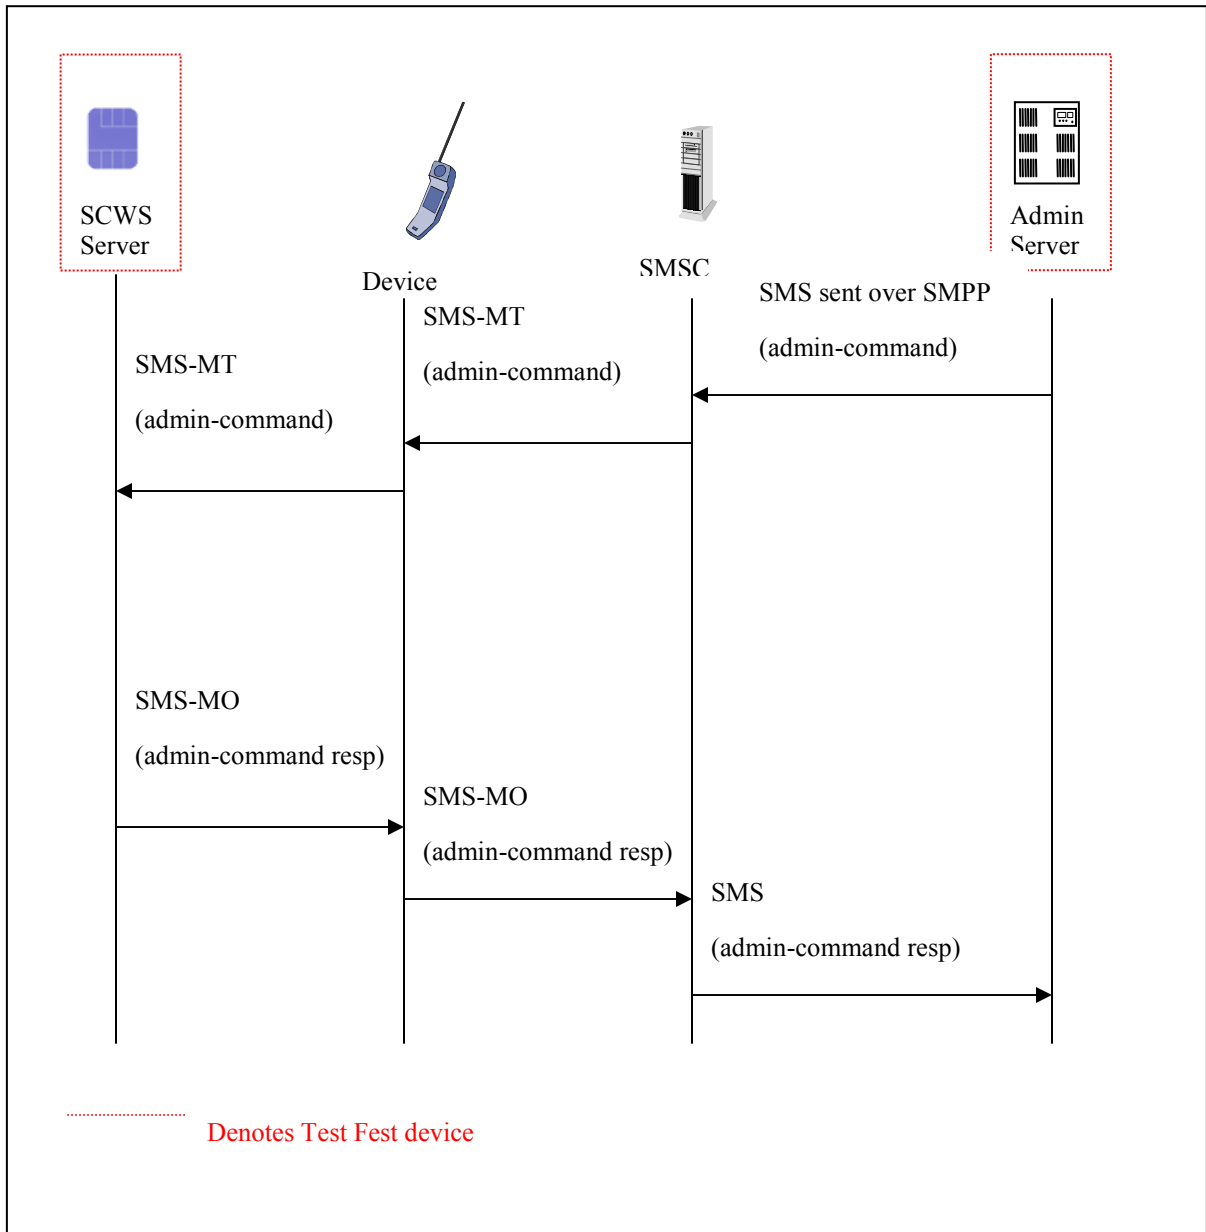 SCWS
Server
Device
SMSC
Admin
Server
SMS sent over SMPP
(admin-command)
SMS-MT
(admin-command)
SMS-MT
(admin-command)
SMS-MO
(admin-command resp)
SMS-MO
(admin-command resp)
SMS
(admin-command resp)
Denotes Test Fest device